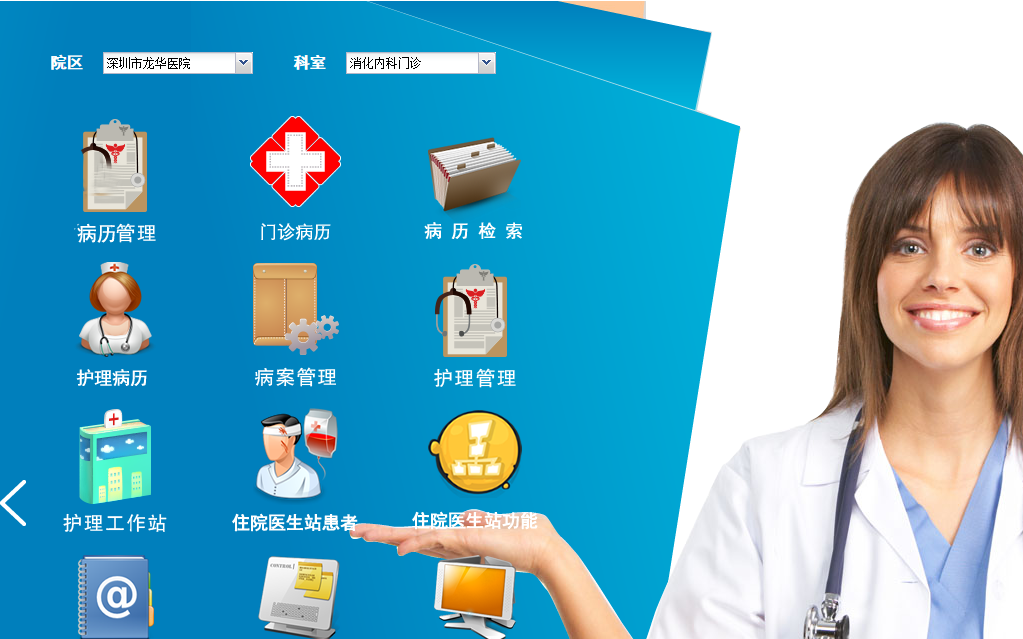 院区 深圳市龙华医院 科室 消化内科门诊
病历管理 门诊病历 病 历 检 索
护理病历 病案管理 护理管理
护理工作站 住院医生站患者 住院医生站功能
@ CONTROL